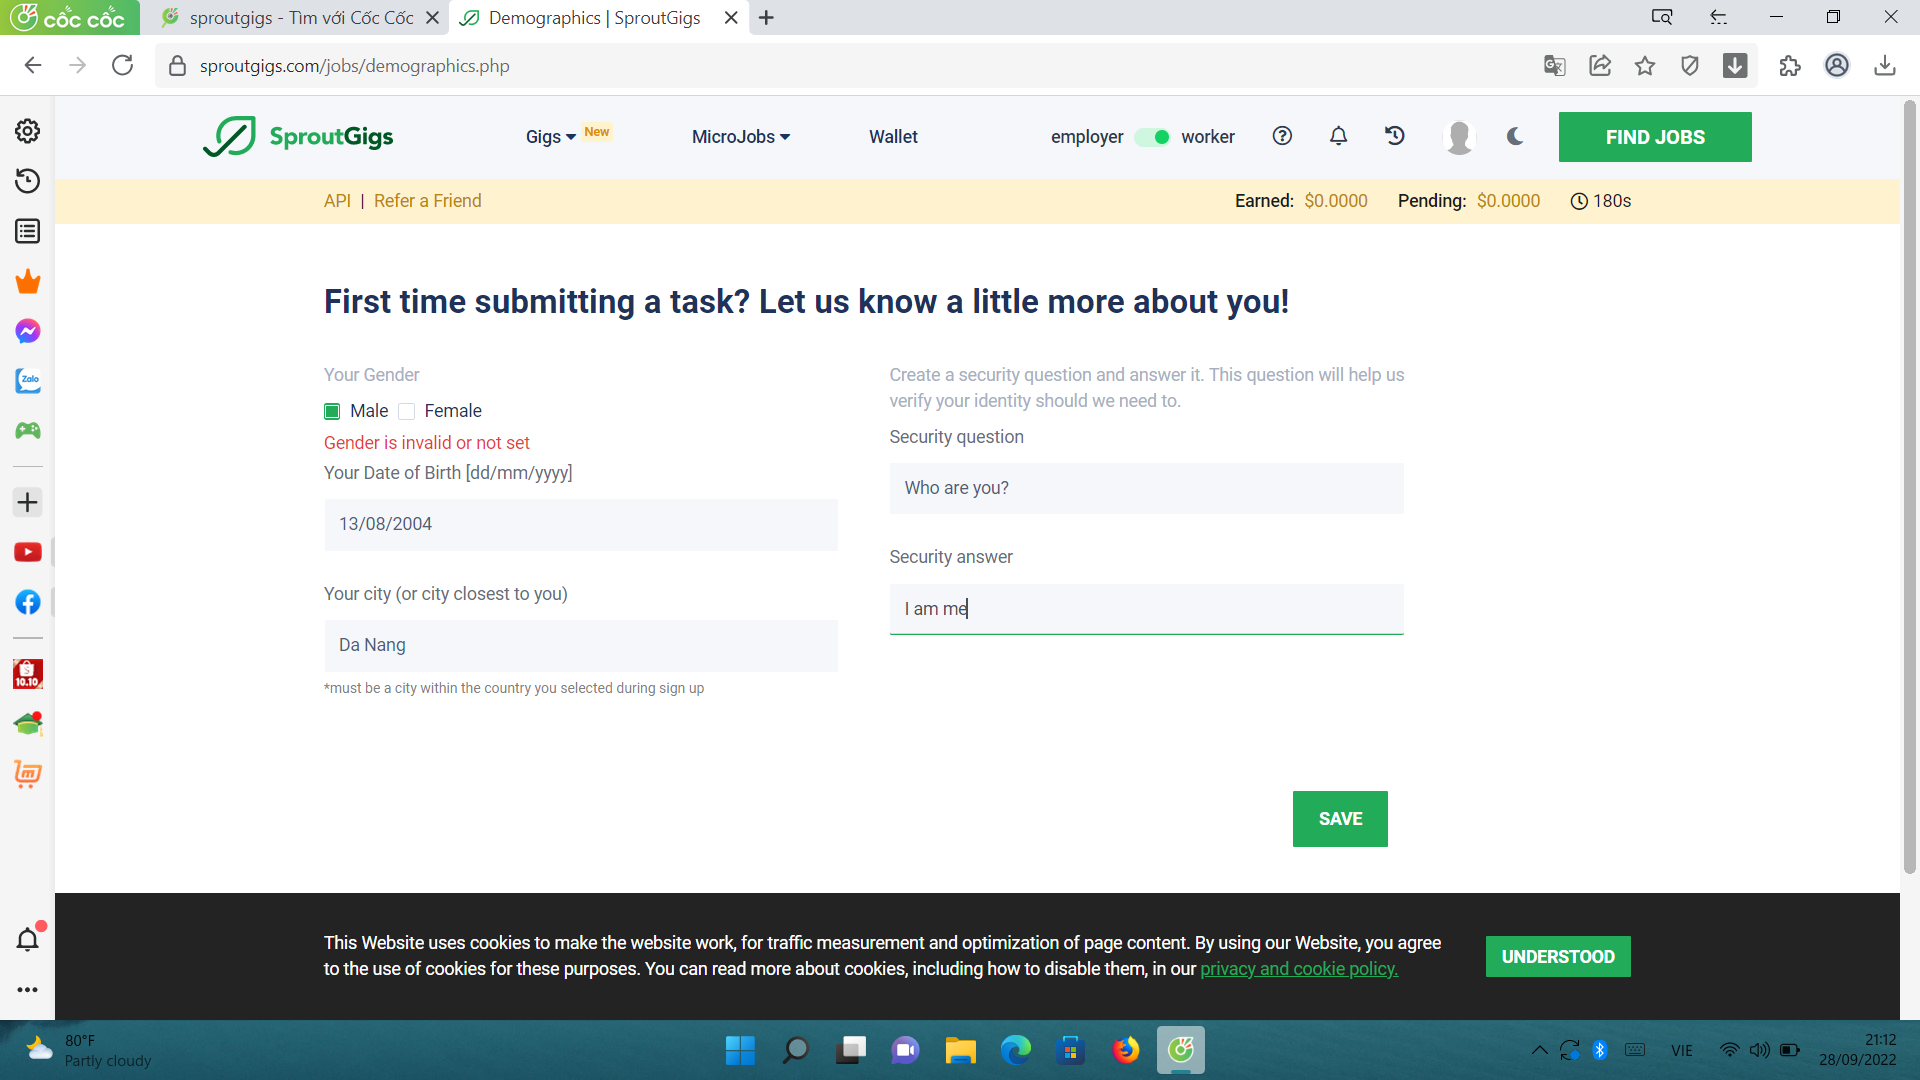 cốc cốc
sproutgigs - Tìm với Cốc Cốc
Demographics | SproutGigs
sproutgigs.com/jobs/demographics.php
SproutGigs
Gigs
New
MicroJobs
Wallet
employer
worker
FIND JOBS
API | Refer a Friend
Earned: $0.0000
Pending: $0.0000
180s
First time submitting a task? Let us know a little more about you!
Your Gender
Male
Female
Gender is invalid or not set
Your Date of Birth [dd/mm/yyyy]
13/08/2004
Your city (or city closest to you)
Da Nang
*must be a city within the country you selected during sign up
Create a security question and answer it. This question will help us
verify your identity should we need to.
Security question
Who are you?
Security answer
I am me
SAVE
Zalo
10.10
This Website uses cookies to make the website work, for traffic measurement and optimization of page content. By using our Website, you agree
to the use of cookies for these purposes. You can read more about cookies, including how to disable them, in our privacy and cookie policy.
UNDERSTOOD
80°F
Partly cloudy
VIE
21:12
28/09/2022